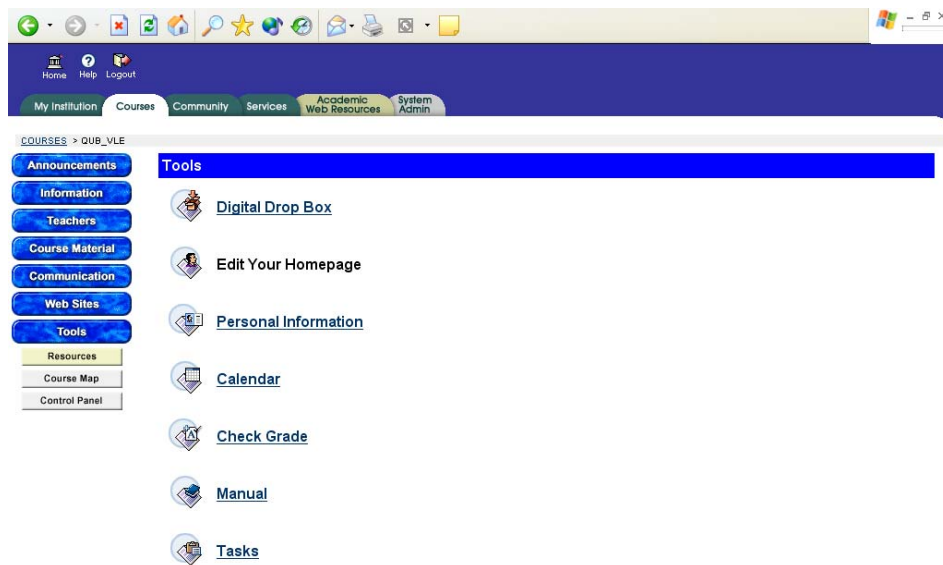 Home Help Logout
My Institution Courses Community Services Academic Web Resources System Admin
COURSES > QUB_VLE
Announcements
Information
Teachers
Course Material
Communication
Web Sites
Tools
Resources
Course Map
Control Panel
Tools
Digital Drop Box
Edit Your Homepage
Personal Information
Calendar
Check Grade
Manual
Tasks